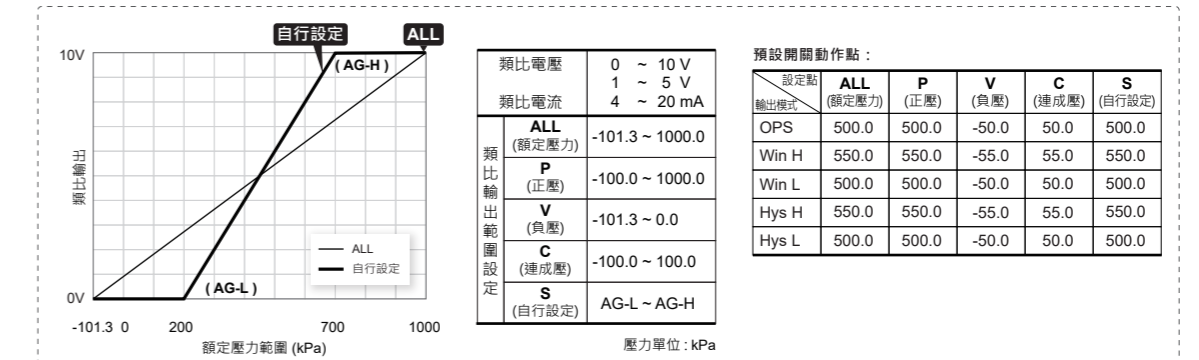 自行設定
ALL
10V
( AG-H )
類比輸出
ALL
自行設定
( AG-L )
0V
-101.3 0 200 700 1000
額定壓力範圍 (kPa)
類比電壓 0 ~ 10 V
1 ~ 5 V
類比電流 4 ~ 20 mA
類比輸出範圍設定
ALL
(額定壓力)
-101.3 ~ 1000.0
P
(正壓)
-100.0 ~ 1000.0
V
(負壓)
-101.3 ~ 0.0
C
(連成壓)
-100.0 ~ 100.0
S
(自行設定)
AG-L ~ AG-H
壓力單位 : kPa
預設開關動作點 :
設定點
輸出模式
ALL P V C S
(額定壓力) (正壓) (負壓) (連成壓) (自行設定)
OPS 500.0 500.0 -50.0 50.0 500.0
Win H 550.0 550.0 -55.0 55.0 550.0
Win L 500.0 500.0 -50.0 50.0 500.0
Hys H 550.0 550.0 -55.0 55.0 550.0
Hys L 500.0 500.0 -50.0 50.0 500.0